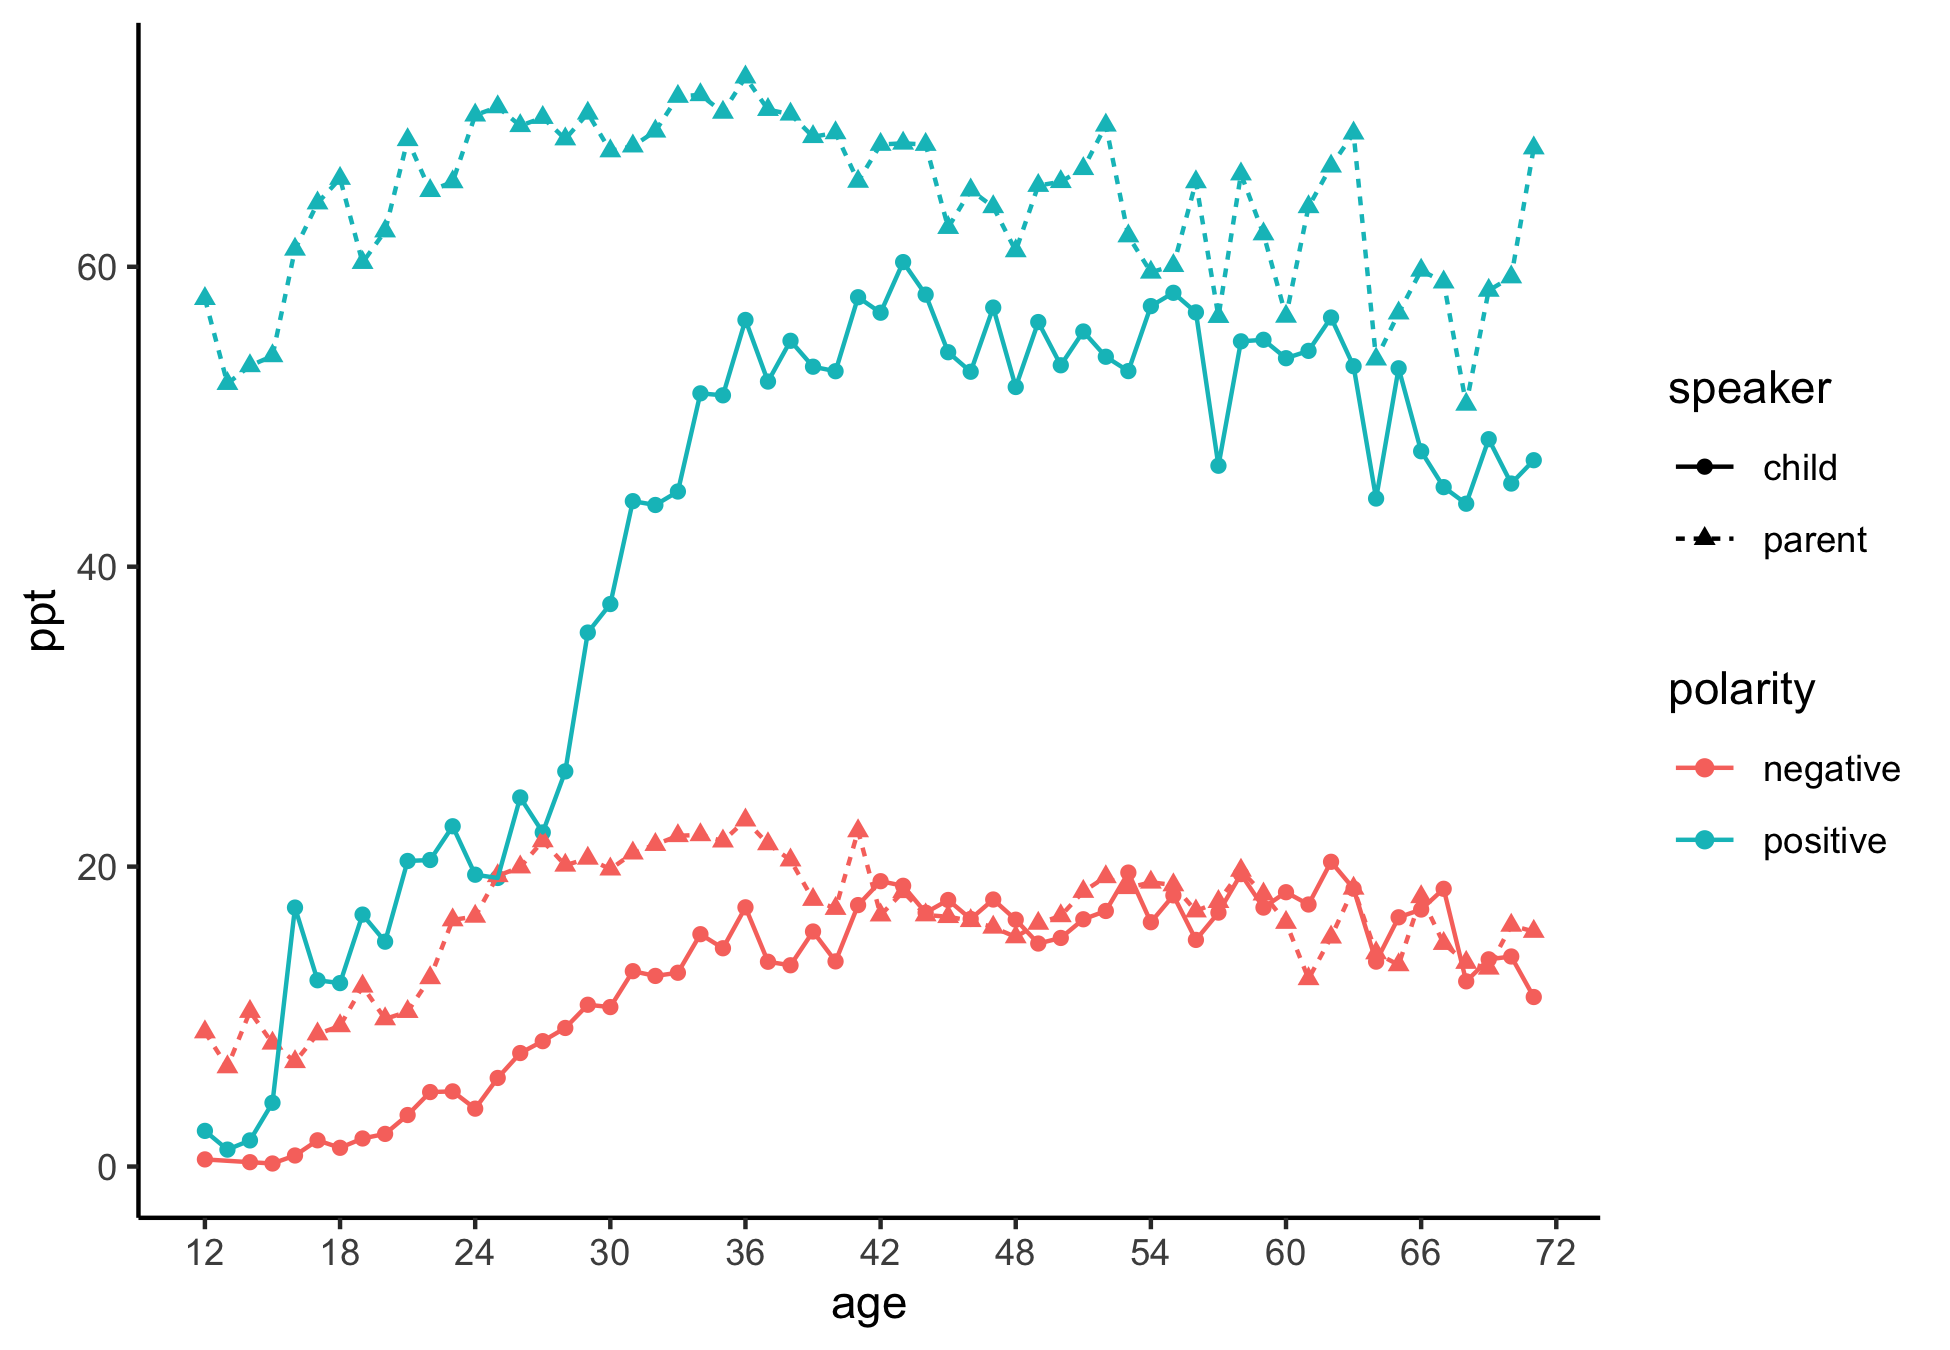 60
40
20
0
ppt
12 18 24 30 36 42 48 54 60 66 72
age
speaker
child
parent
polarity
negative
positive